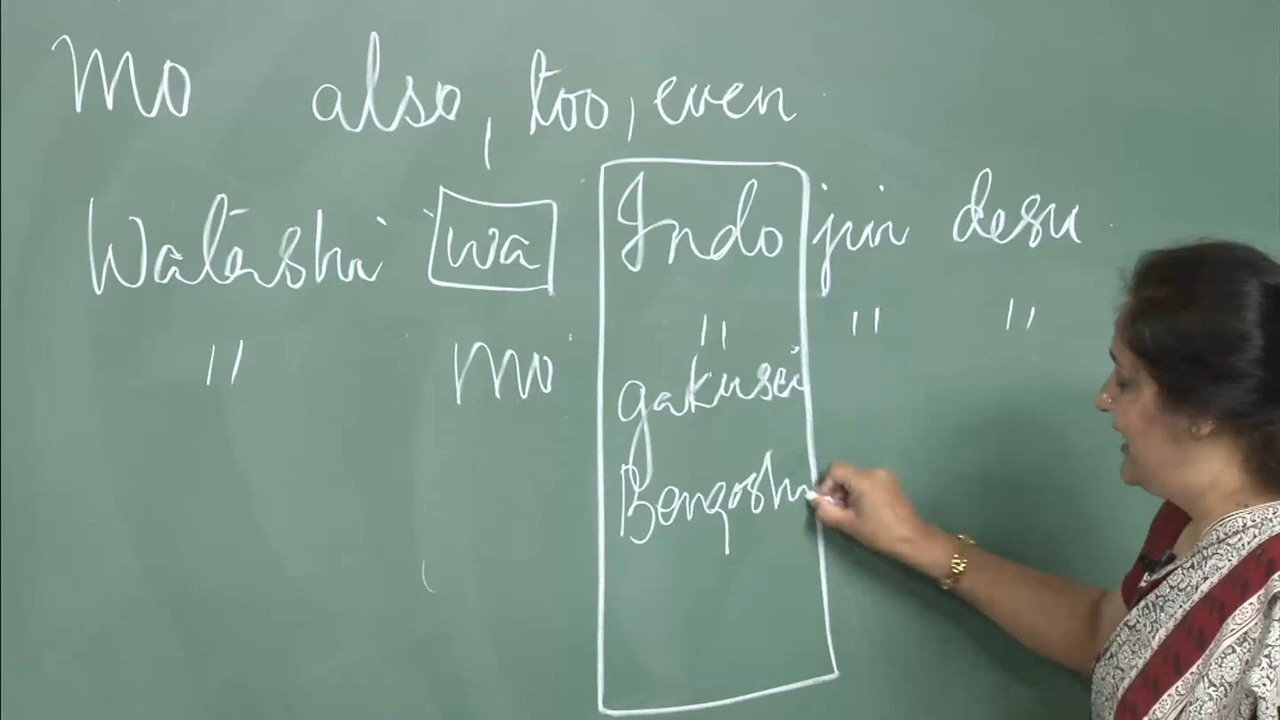 mo also, too, even
Watashi wa Indo jin desu.
" mo " " "
gakusei
Bengoshi